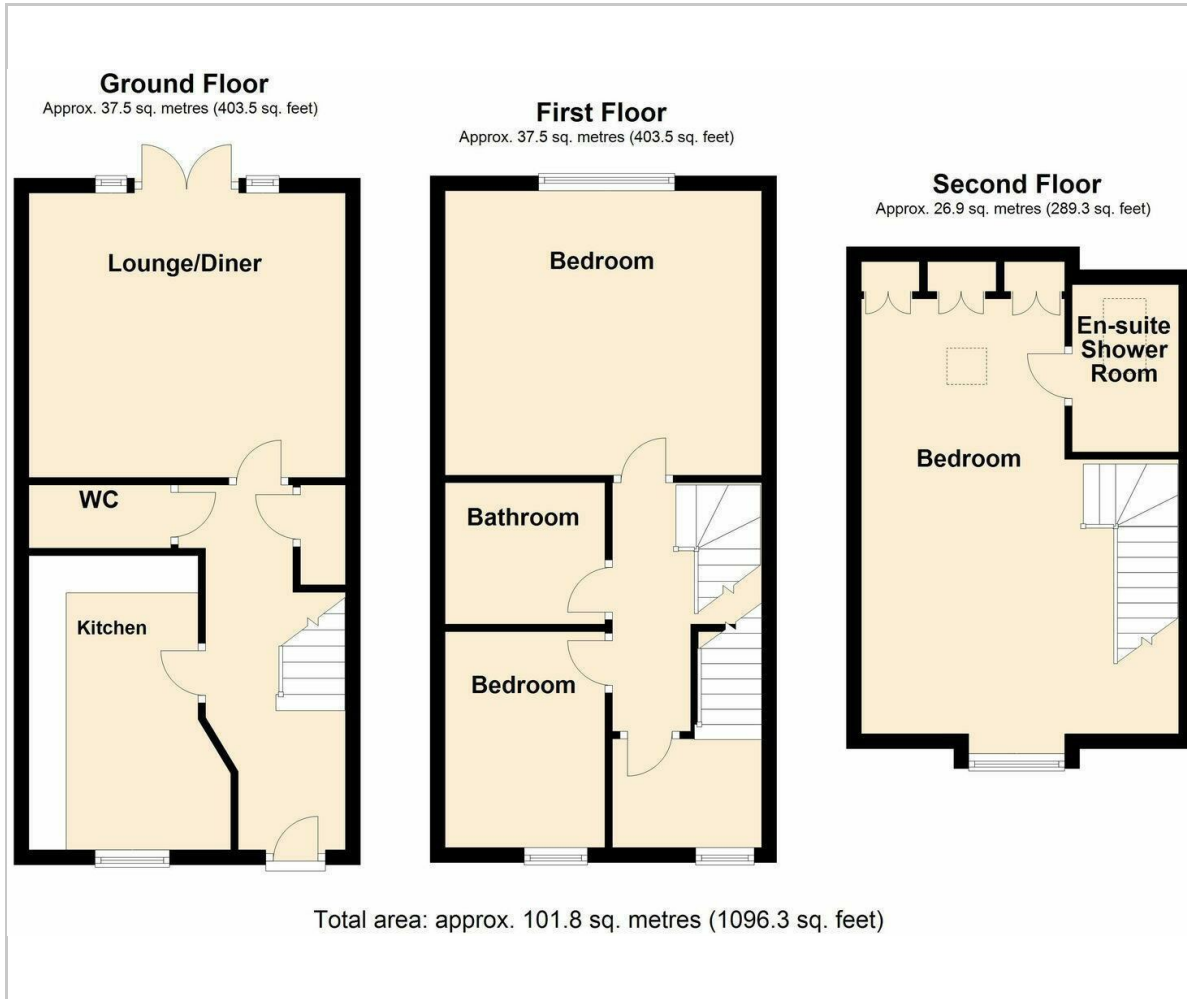 Ground Floor
Approx. 37.5 sq. metres (403.5 sq. feet)
Lounge/Diner
WC
Kitchen
First Floor
Approx. 37.5 sq. metres (403.5 sq. feet)
Bedroom
Bathroom
Bedroom
Second Floor
Approx. 26.9 sq. metres (289.3 sq. feet)
En-suite
Shower
Room
Bedroom
Total area: approx. 101.8 sq. metres (1096.3 sq. feet)